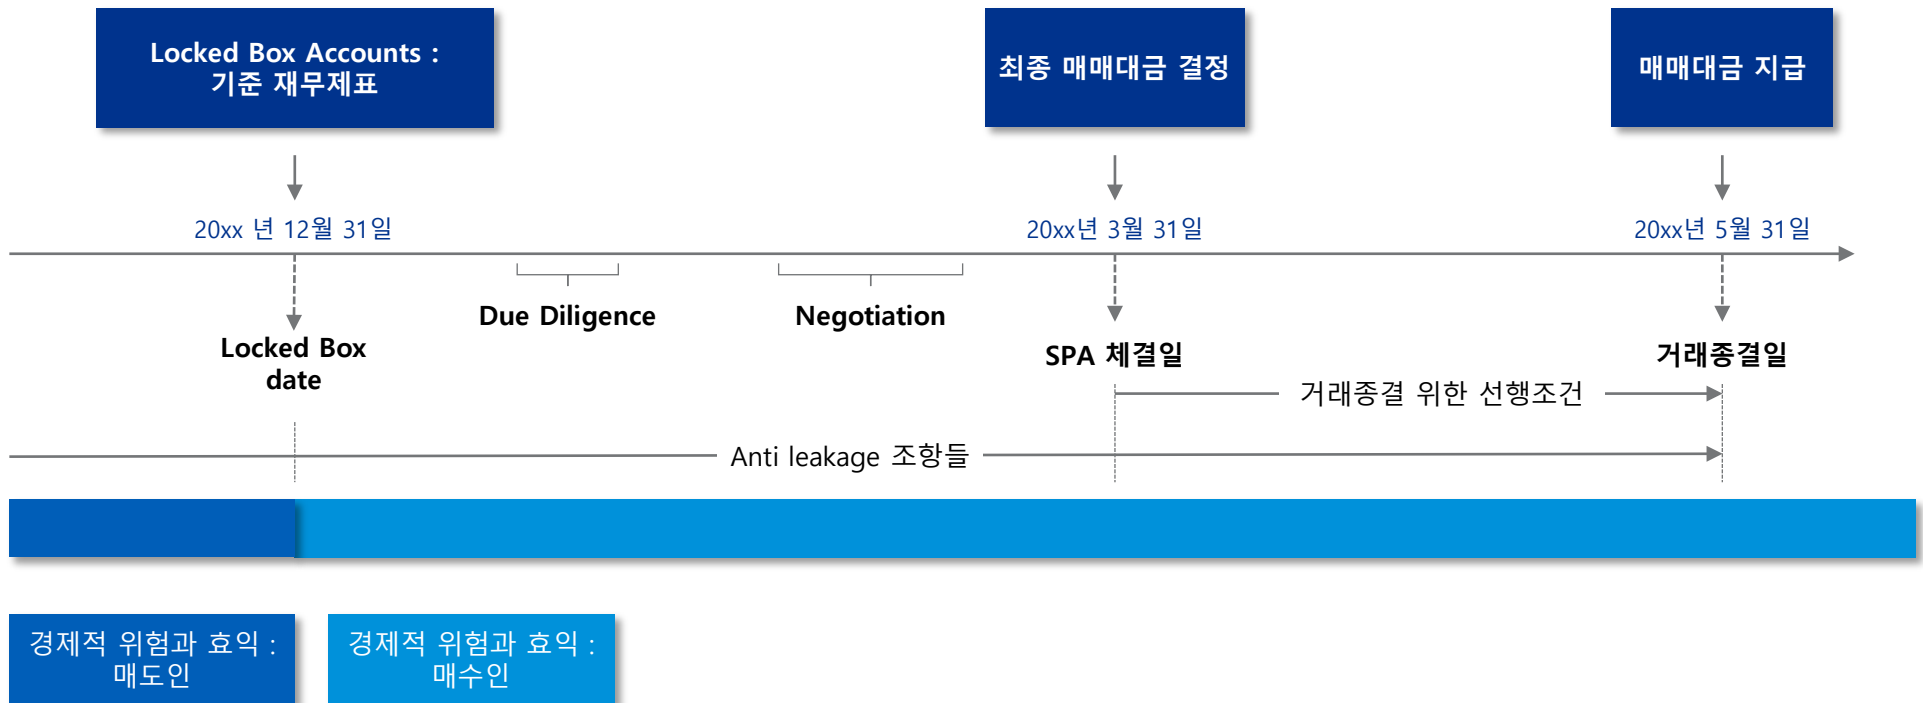 Locked Box Accounts :
기준 재무제표
최종 매매대금 결정
매매대금 지급
20xx 년 12월 31일
20xx년 3월 31일
20xx년 5월 31일
Due Diligence
Negotiation
Locked Box
date
SPA 체결일
거래종결일
거래종결 위한 선행조건
Anti leakage 조항들
경제적 위험과 효익 :
매도인
경제적 위험과 효익 :
매수인